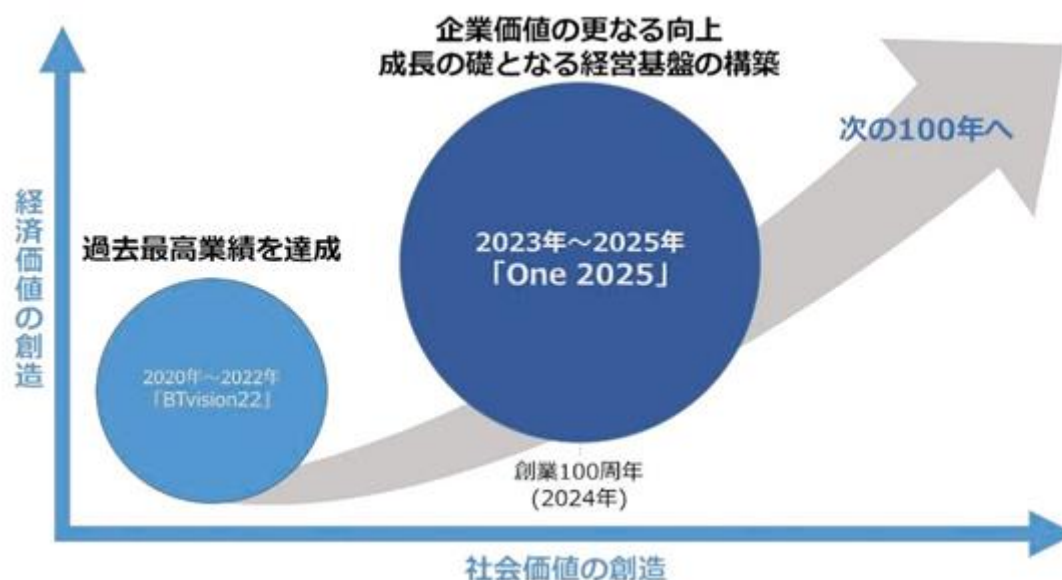 企業価値の更なる向上
成長の礎となる経営基盤の構築
次の100年へ
過去最高業績を達成
2023年～2025年
「One 2025」
2020年～2022年
「BTvision22」
創業100周年
(2024年)
経済価値の創造
社会価値の創造